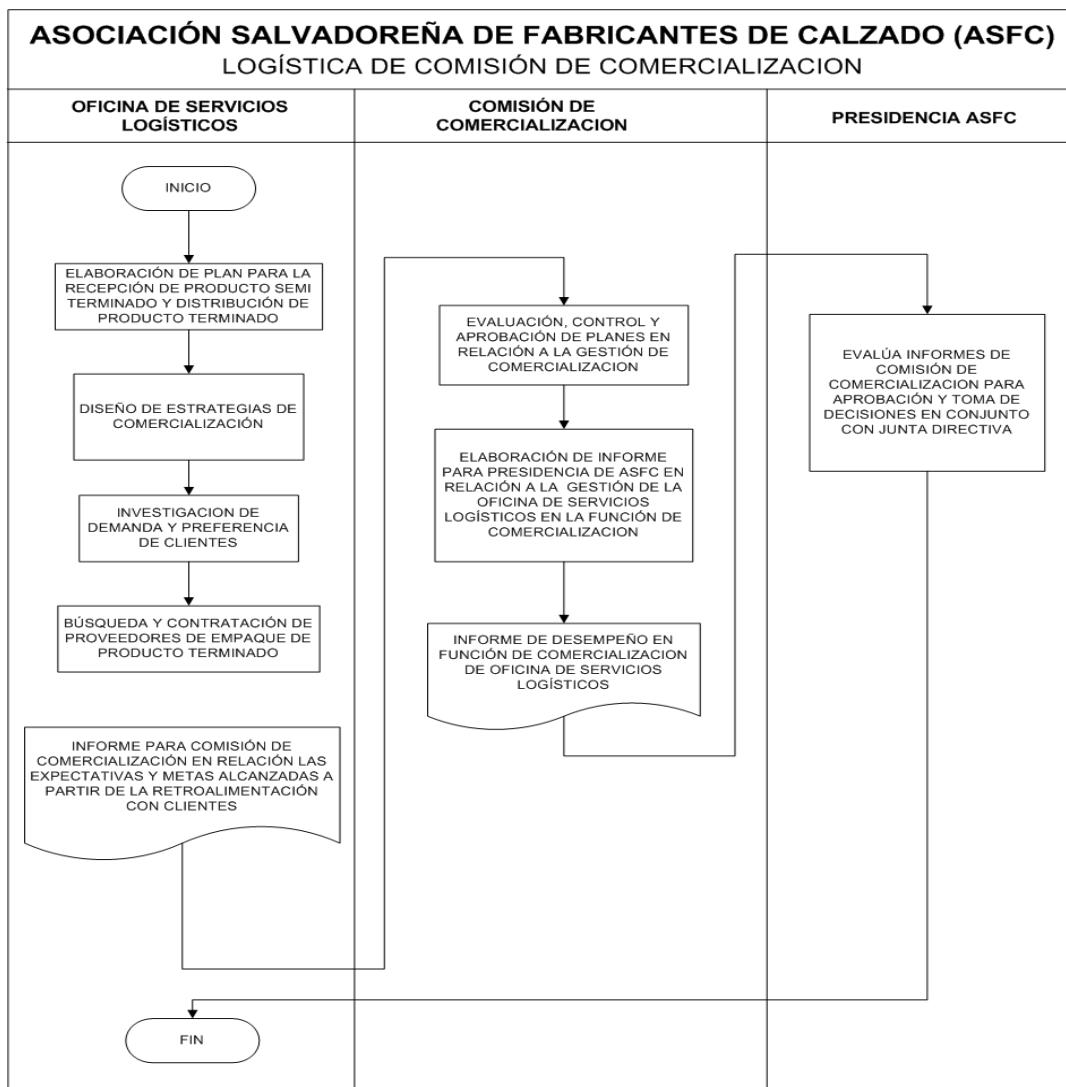 ASOCIACIÓN SALVADOREÑA DE FABRICANTES DE CALZADO (ASFC)
LOGÍSTICA DE COMISIÓN DE COMERCIALIZACION
OFICINA DE SERVICIOS
LOGÍSTICOS
COMISIÓN DE
COMERCIALIZACION
PRESIDENCIA ASFC
INICIO
ELABORACIÓN DE PLAN PARA LA
RECEPCIÓN DE PRODUCTO SEMI
TERMINADO Y DISTRIBUCIÓN DE
PRODUCTO TERMINADO
DISEÑO DE ESTRATEGIAS DE
COMERCIALIZACIÓN
INVESTIGACION DE
DEMANDA Y PREFERENCIA
DE CLIENTES
BÚSQUEDA Y CONTRATACIÓN DE
PROVEEDORES DE EMPAQUE DE
PRODUCTO TERMINADO
INFORME PARA COMISIÓN DE
COMERCIALIZACIÓN EN RELACIÓN LAS
EXPECTATIVAS Y METAS ALCANZADAS A
PARTIR DE LA RETROALIMENTACIÓN
CON CLIENTES
EVALUACIÓN, CONTROL Y
APROBACIÓN DE PLANES EN
RELACIÓN A LA GESTIÓN DE
COMERCIALIZACIÓN
ELABORACIÓN DE INFORME
PARA PRESIDENCIA DE ASFC EN
RELACIÓN A LA GESTIÓN DE LA
OFICINA DE SERVICIOS
LOGÍSTICOS EN LA FUNCIÓN DE
COMERCIALIZACION
INFORME DE DESEMPEÑO EN
FUNCIÓN DE COMERCIALIZACION
DE OFICINA DE SERVICIOS
LOGÍSTICOS
EVALÚA INFORMES DE
COMISIÓN DE
COMERCIALIZACION PARA
APROBACIÓN Y TOMA DE
DECISIONES EN CONJUNTO
CON JUNTA DIRECTIVA
FIN